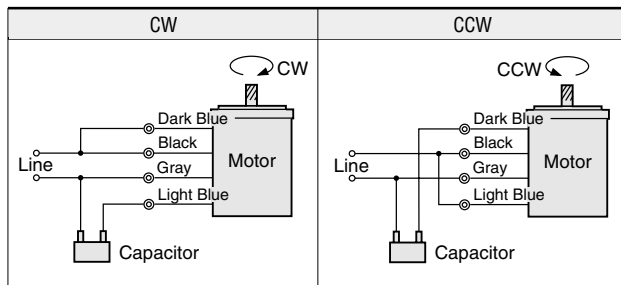 CW
CW
Dark Blue
Black
Line
Gray
Motor
Light Blue
Capacitor
CCW
CCW
Dark Blue
Black
Line
Gray
Motor
Light Blue
Capacitor